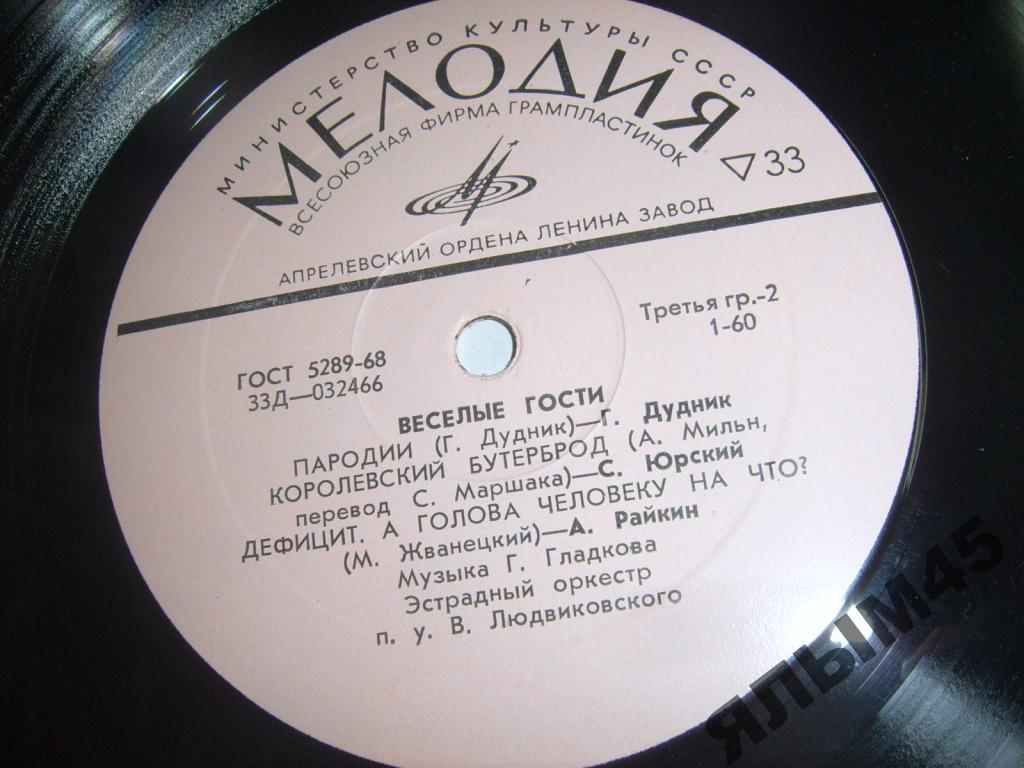 МИНИСТЕРСТВО КУЛЬТУРЫ СССР
МЕЛОДИЯ
ВСЕСОЮЗНАЯ ФИРМА ГРАМПЛАСТИНОК
33
АПРЕЛЕВСКИЙ ОРДЕНА ЛЕНИНА ЗАВОД
Третья гр.-2
1-60
ГОСТ 5289-68
33Д—032466
ВЕСЕЛЫЕ ГОСТИ
ПАРОДИИ (Г. Дудник)—Г. Дудник
КОРОЛЕВСКИЙ БУТЕРБРОД (А. Мильн,
перевод С. Маршака)—С. Юрский
ДЕФИЦИТ. А ГОЛОВА ЧЕЛОВЕКУ НА ЧТО?
(М. Жванецкий)—А. Райкин
Музыка Г. Гладкова
Эстрадный оркестр
п. у. В. Людвиковского
ЯЛЫМ45